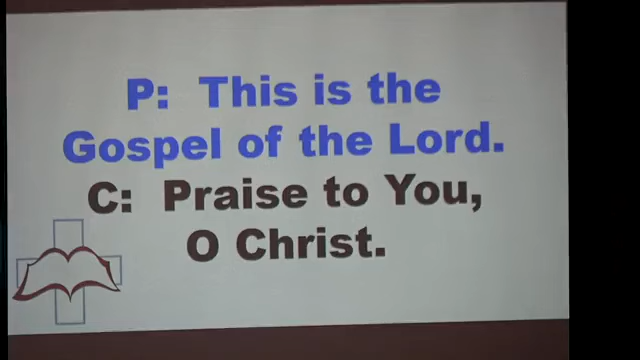 P: This is the
Gospel of the Lord.
C: Praise to You,
O Christ.